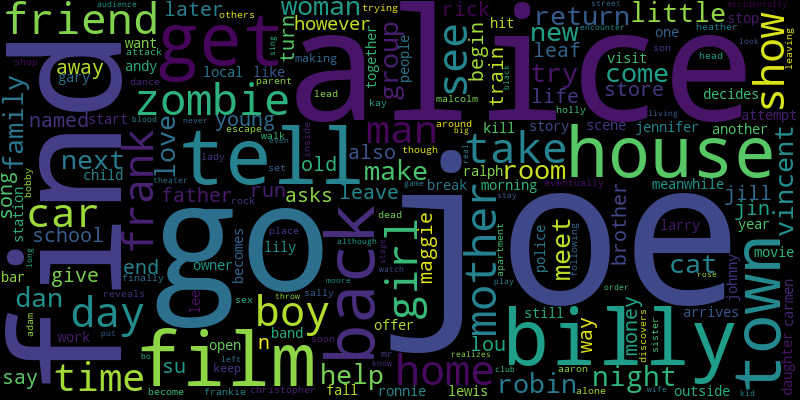 audience
others
street
accidentally
trying
friend
later
woman
rick
little
return
heather
new
one
stop
show
however
want
attack
turn
making
together
people
group
see
begin
train
hit
leaf
son
look
encounter
head
leaving
get
alice
andy
away
gary
shop
local
like
parent
dance
sing
lead
kay
black
malcolm
try
come
life
store
visit
decides
zombie
named
start
blood
never
escape
walk
even
young
man
around
big
kill
story
scene
jennifer
holly
living
another
attempt
find
family
frank
love
lady
set
old
inside
also
though
tell
take
house
real
next
child
song
station
bobby
school
father
run
rock
theater
asks
make
leave
game
break
ralph
room
morning
eventually
stay
meanwhile
jill
jin
year
vincent
car
go
back
dead
girl
maggie
mother
apartment
play
police
meet
following
brother
cat
larry
rose
movie
johnny
bar
long
give
end
finally
reveals
becomes
lily
owner
place
although
moore
stage
watch
joe
order
arrives
town
daughter
carmen
adam
dan
day
work
put
lee
sex
throw
sally
boy
offer
band
soon
mr
know
n
realizes
lou
club
billy
still
way
money
discovers
sister
aaron
wife
alone
night
outside
kid
say
time
film
bo
su
open
left
keep
help
home
robin
become
frankie
christopher
fall
ronnie
lewis